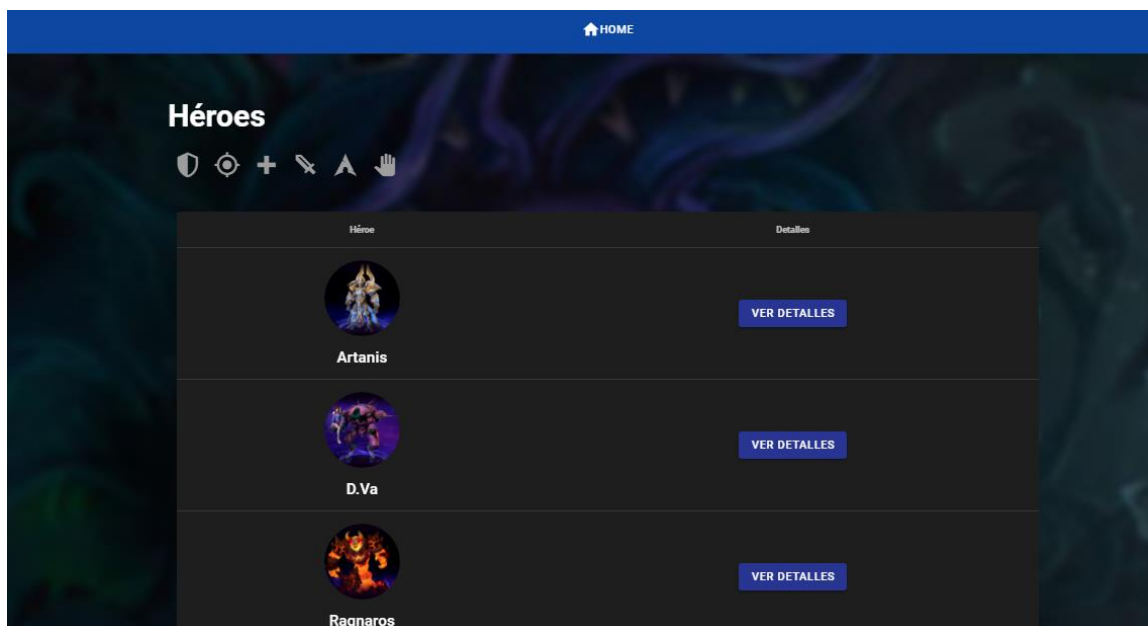 HOME
Héroes
Héroe Detalles
VER DETALLES
Artanis
VER DETALLES
D.Va
VER DETALLES
Ragnaros